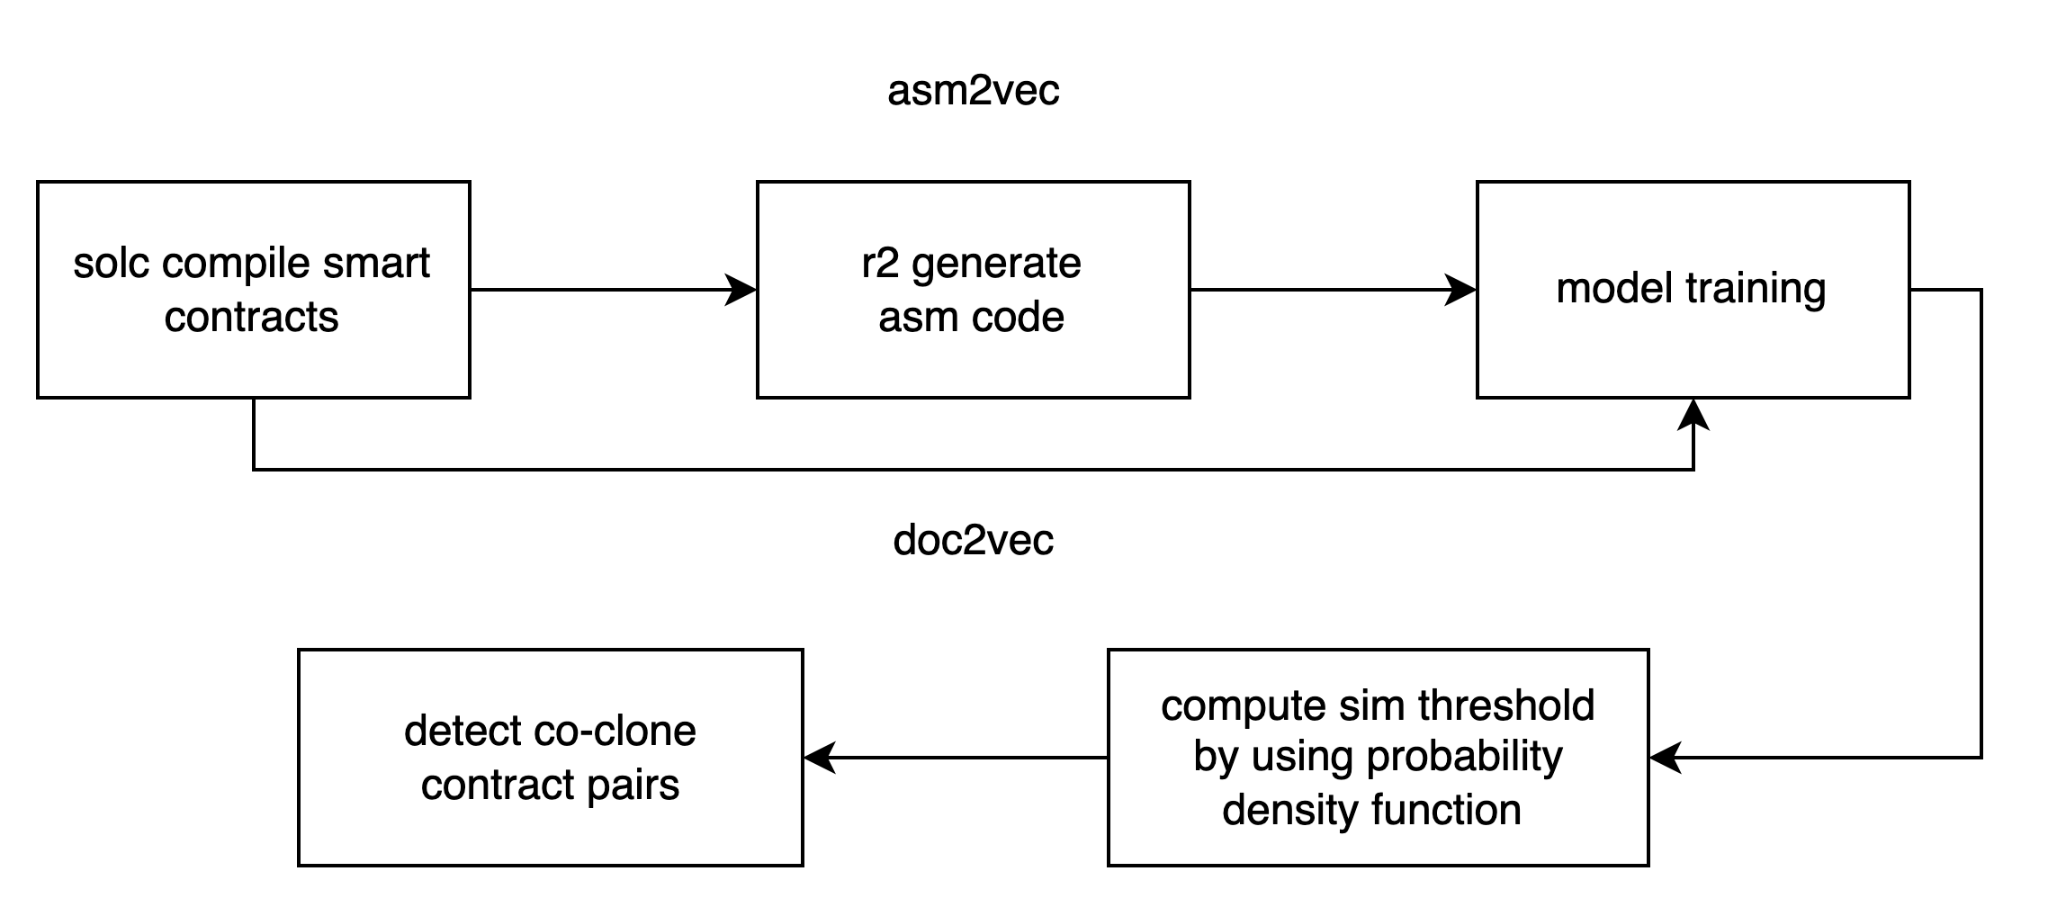 asm2vec
solc compile smart
contracts
r2 generate
asm code
model training
doc2vec
detect co-clone
contract pairs
compute sim threshold
by using probability
density function